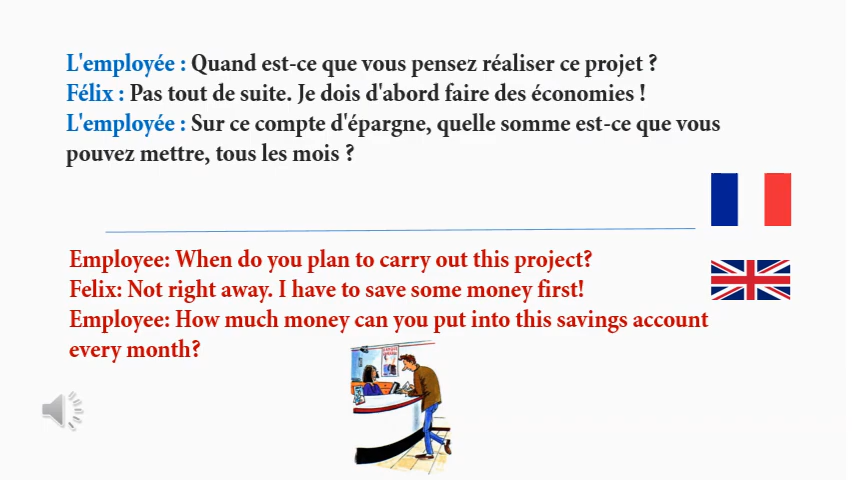 L'employée : Quand est-ce que vous pensez réaliser ce projet ?
Félix : Pas tout de suite. Je dois d'abord faire des économies !
L'employée : Sur ce compte d'épargne, quelle somme est-ce que vous
pouvez mettre, tous les mois ?
Employee: When do you plan to carry out this project?
Felix: Not right away. I have to save some money first!
Employee: How much money can you put into this savings account
every month?